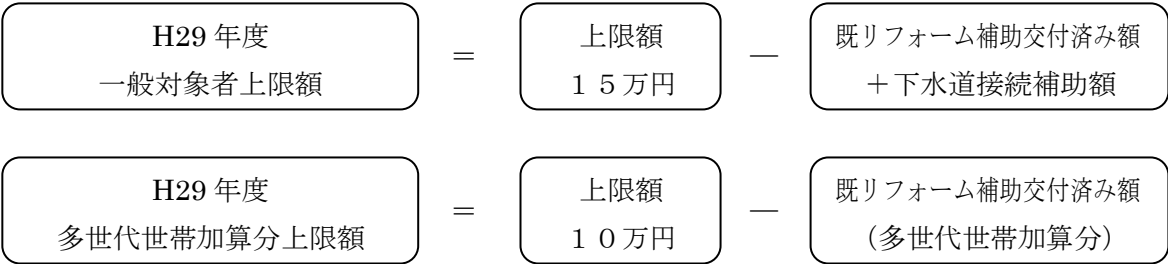 H29 年度
一般対象者上限額
＝
上限額
１５万円
―
既リフォーム補助交付済み額
＋下水道接続補助額
H29 年度
多世代世帯加算分上限額
＝
上限額
１０万円
―
既リフォーム補助交付済み額
（多世代世帯加算分）